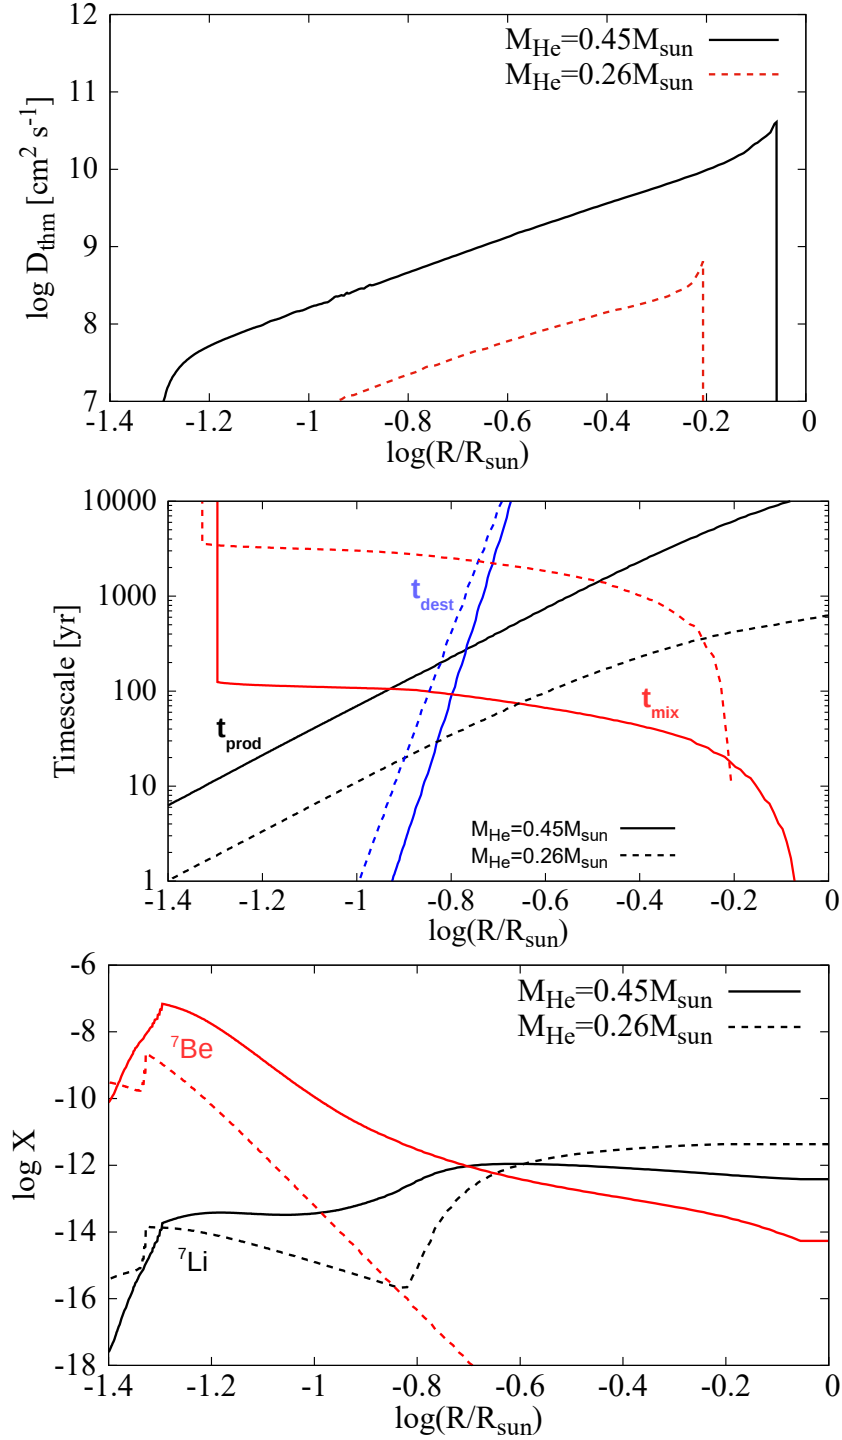 12
11
10
9
8
7
log D_thm [cm² s⁻¹]
M_He=0.45M_sun
M_He=0.26M_sun
-1.4 -1.2 -1 -0.8 -0.6 -0.4 -0.2 0
log(R/R_sun)
10000
1000
100
10
1
Timescale [yr]
t_dest
t_prod
t_mix
M_He=0.45M_sun
M_He=0.26M_sun
-1.4 -1.2 -1 -0.8 -0.6 -0.4 -0.2 0
log(R/R_sun)
-6
-8
-10
-12
-14
-16
-18
log X
M_He=0.45M_sun
M_He=0.26M_sun
⁷Be
⁷Li
-1.4 -1.2 -1 -0.8 -0.6 -0.4 -0.2 0
log(R/R_sun)